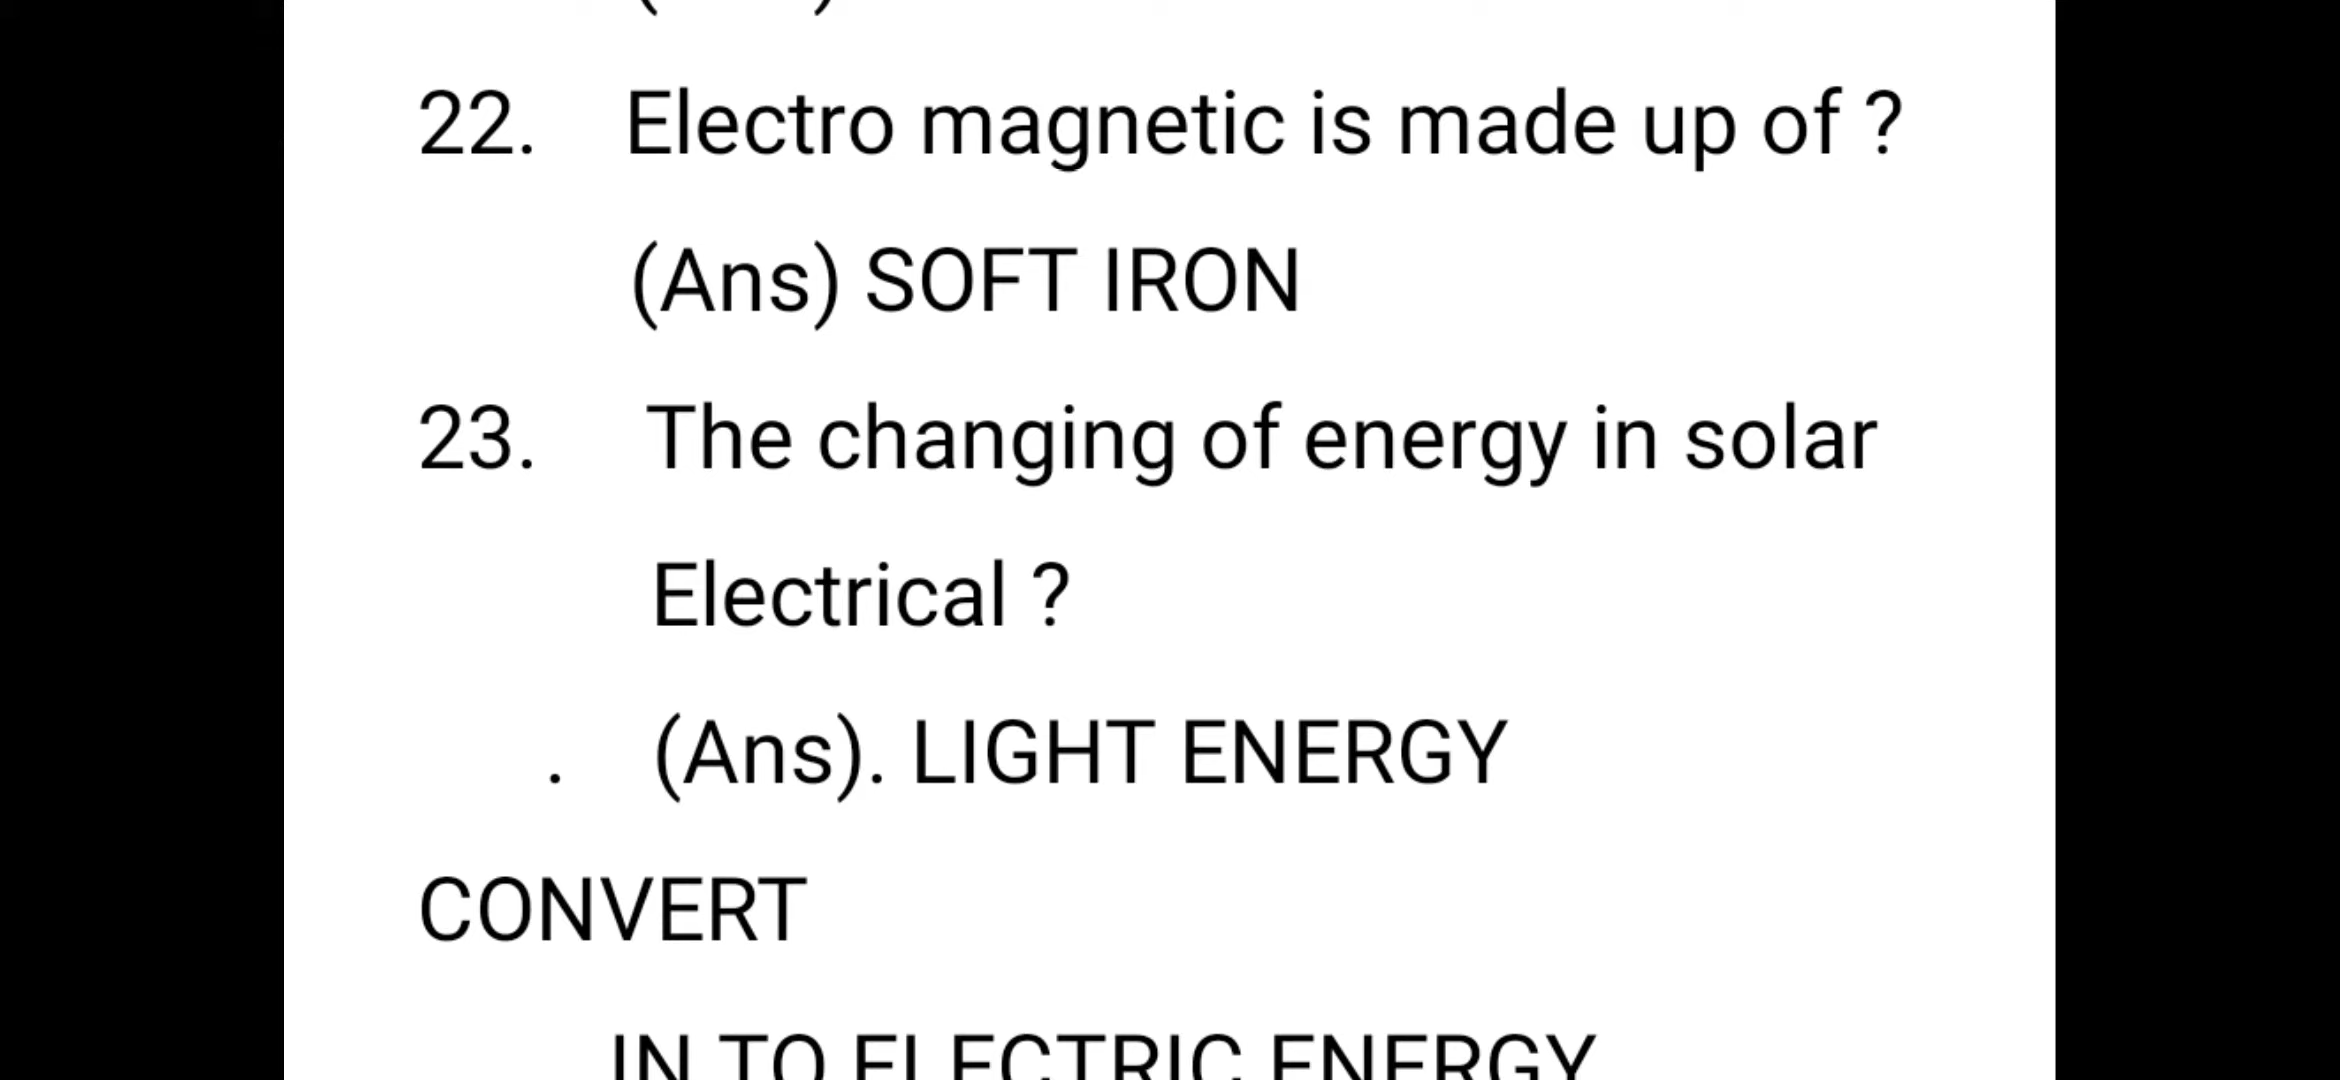 22. Electro magnetic is made up of ?
(Ans) SOFT IRON
23. The changing of energy in solar
Electrical ?
. (Ans). LIGHT ENERGY
CONVERT
IN TO ELECTRIC ENERGY